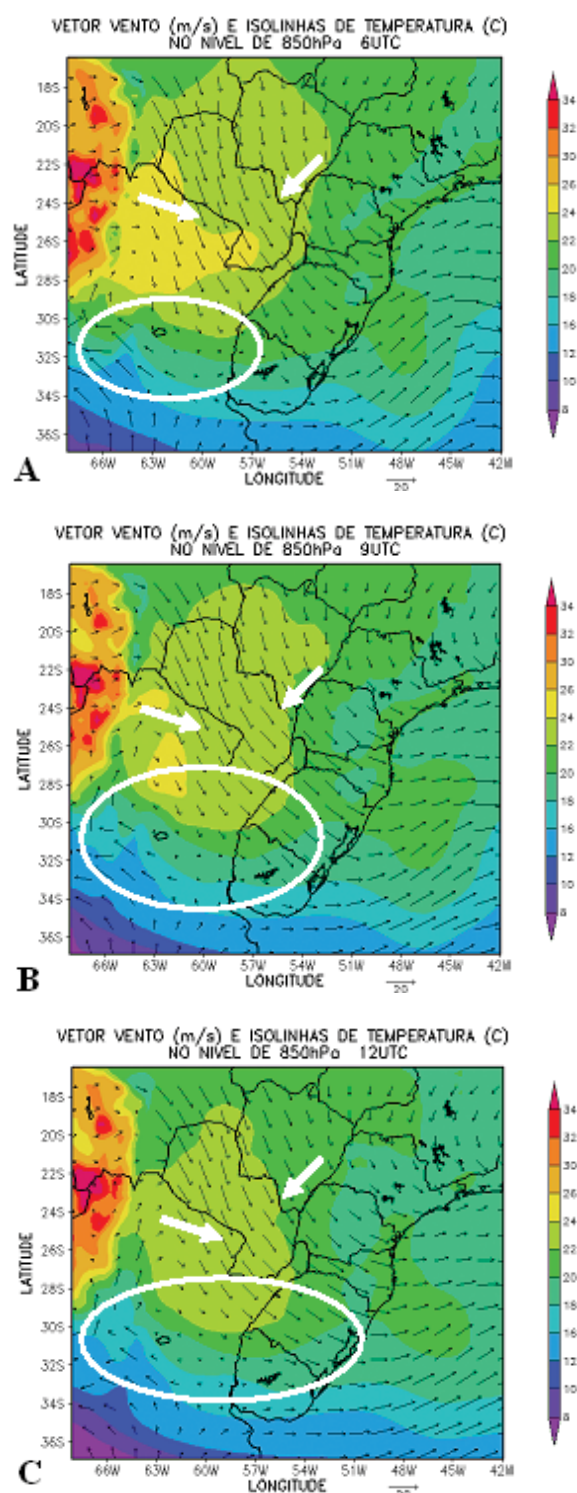 VETOR VENTO (m/s) E ISOLINHAS DE TEMPERATURA (C)
NO NIVEL DE 850hPa 6UTC
LATITUDE
18S
20S
22S
24S
26S
28S
30S
32S
34S
36S
66W 63W 60W 57W 54W 51W 48W 45W 42W
LONGITUDE
20
34
32
28
26
24
22
20
18
16
12
10
8
A
VETOR VENTO (m/s) E ISOLINHAS DE TEMPERATURA (C)
NO NIVEL DE 850hPa 9UTC
LATITUDE
18S
20S
22S
24S
26S
28S
30S
32S
34S
36S
66W 63W 60W 57W 54W 51W 48W 45W 42W
LONGITUDE
20
34
32
28
26
24
22
20
18
16
12
10
8
B
VETOR VENTO (m/s) E ISOLINHAS DE TEMPERATURA (C)
NO NIVEL DE 850hPa 12UTC
LATITUDE
18S
20S
22S
24S
26S
28S
30S
32S
34S
36S
66W 63W 60W 57W 54W 51W 48W 45W 42W
LONGITUDE
20
34
32
28
26
24
22
20
18
16
12
10
8
C